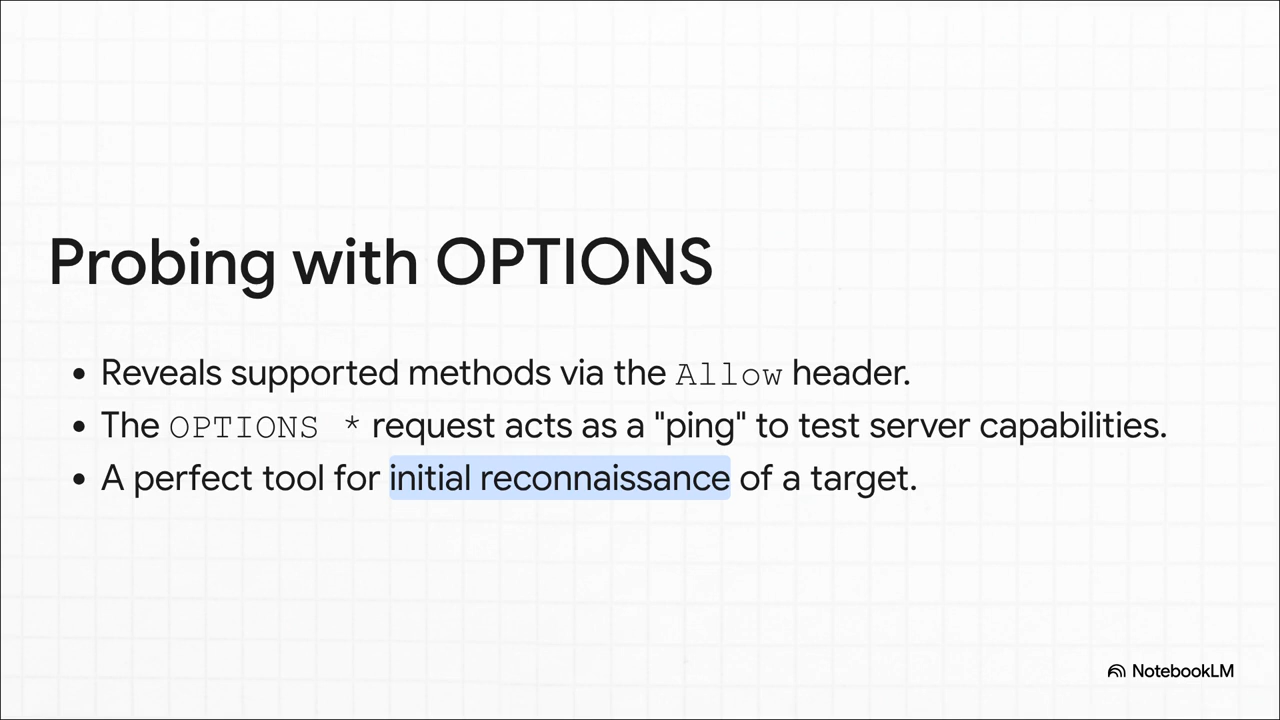 Probing with OPTIONS
• Reveals supported methods via the Allow header.
• The OPTIONS * request acts as a "ping" to test server capabilities.
• A perfect tool for initial reconnaissance of a target.
NotebookLM